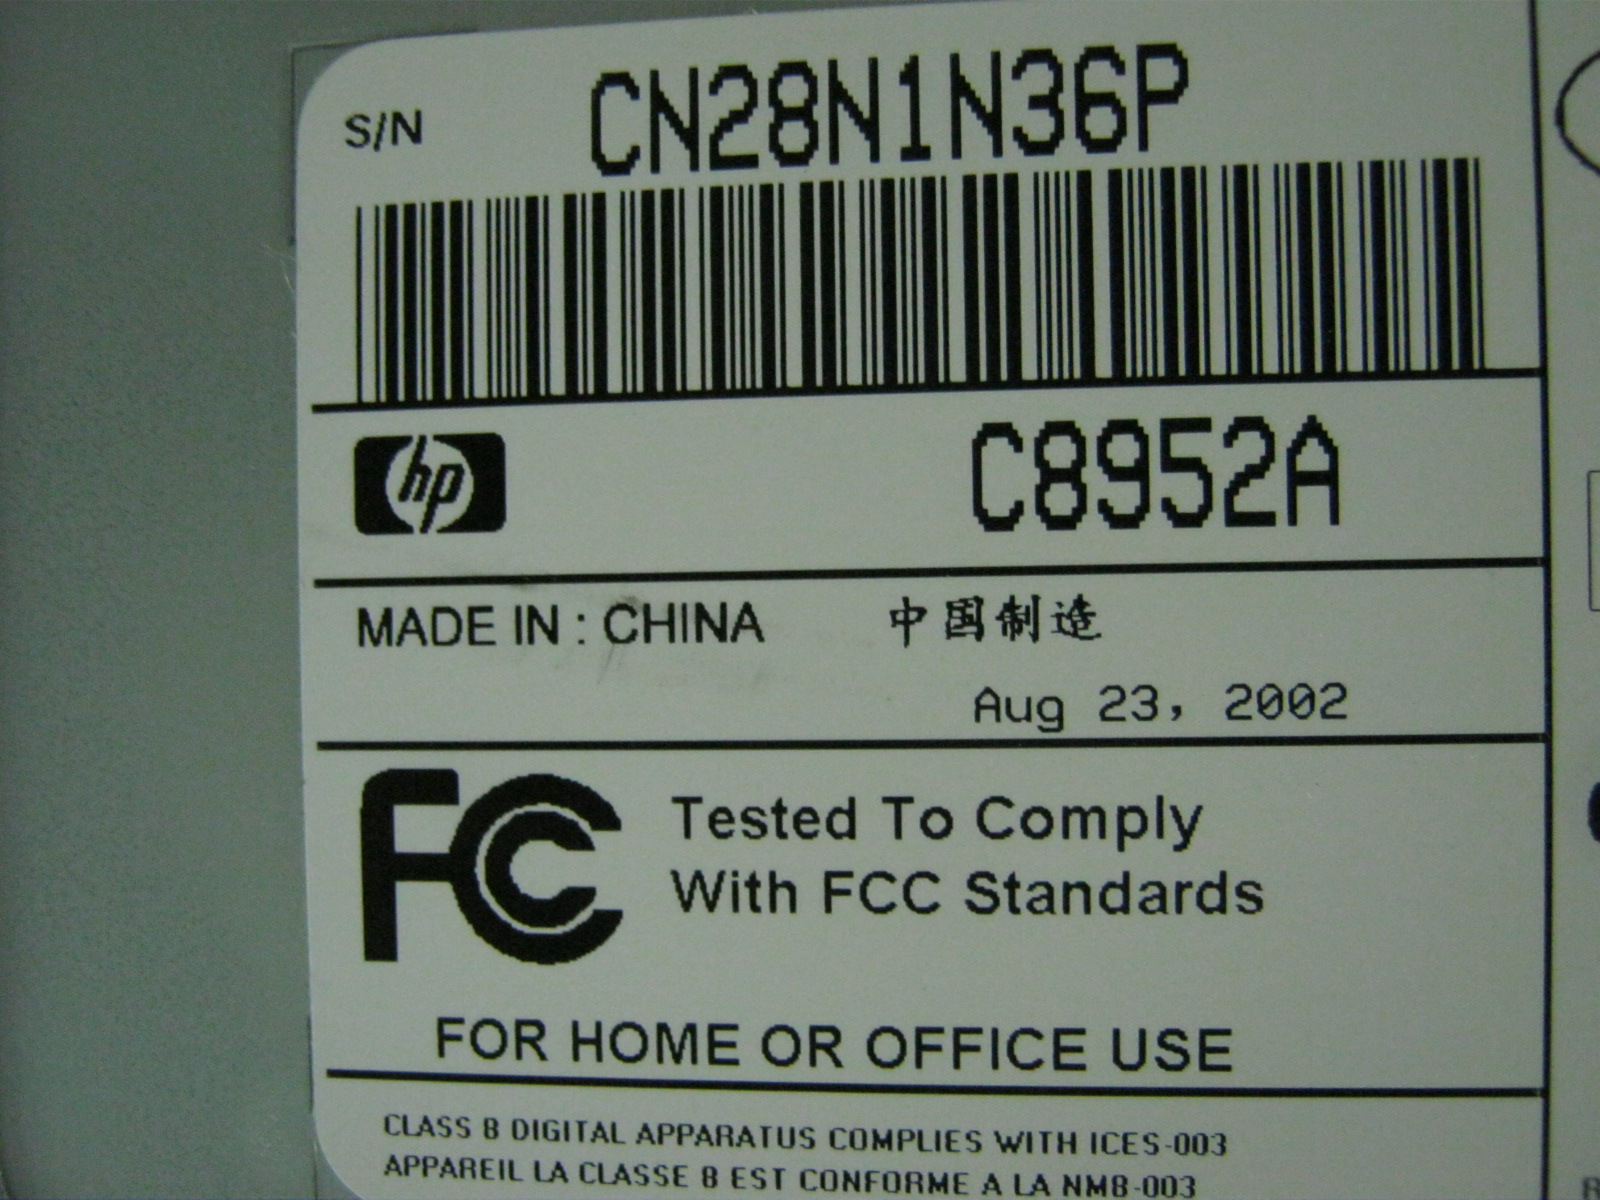 S/N CN28N1N36P
hp C8952A
MADE IN : CHINA 中国制造
Aug 23, 2002
FC Tested To Comply
With FCC Standards
FOR HOME OR OFFICE USE
CLASS B DIGITAL APPARATUS COMPLIES WITH ICES-003
APPAREIL LA CLASSE B EST CONFORME A LA NMB-003